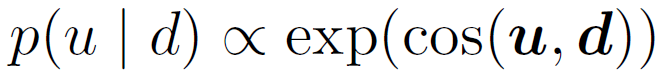 p(u | d) ∝ exp(cos(𝒖, 𝒅))